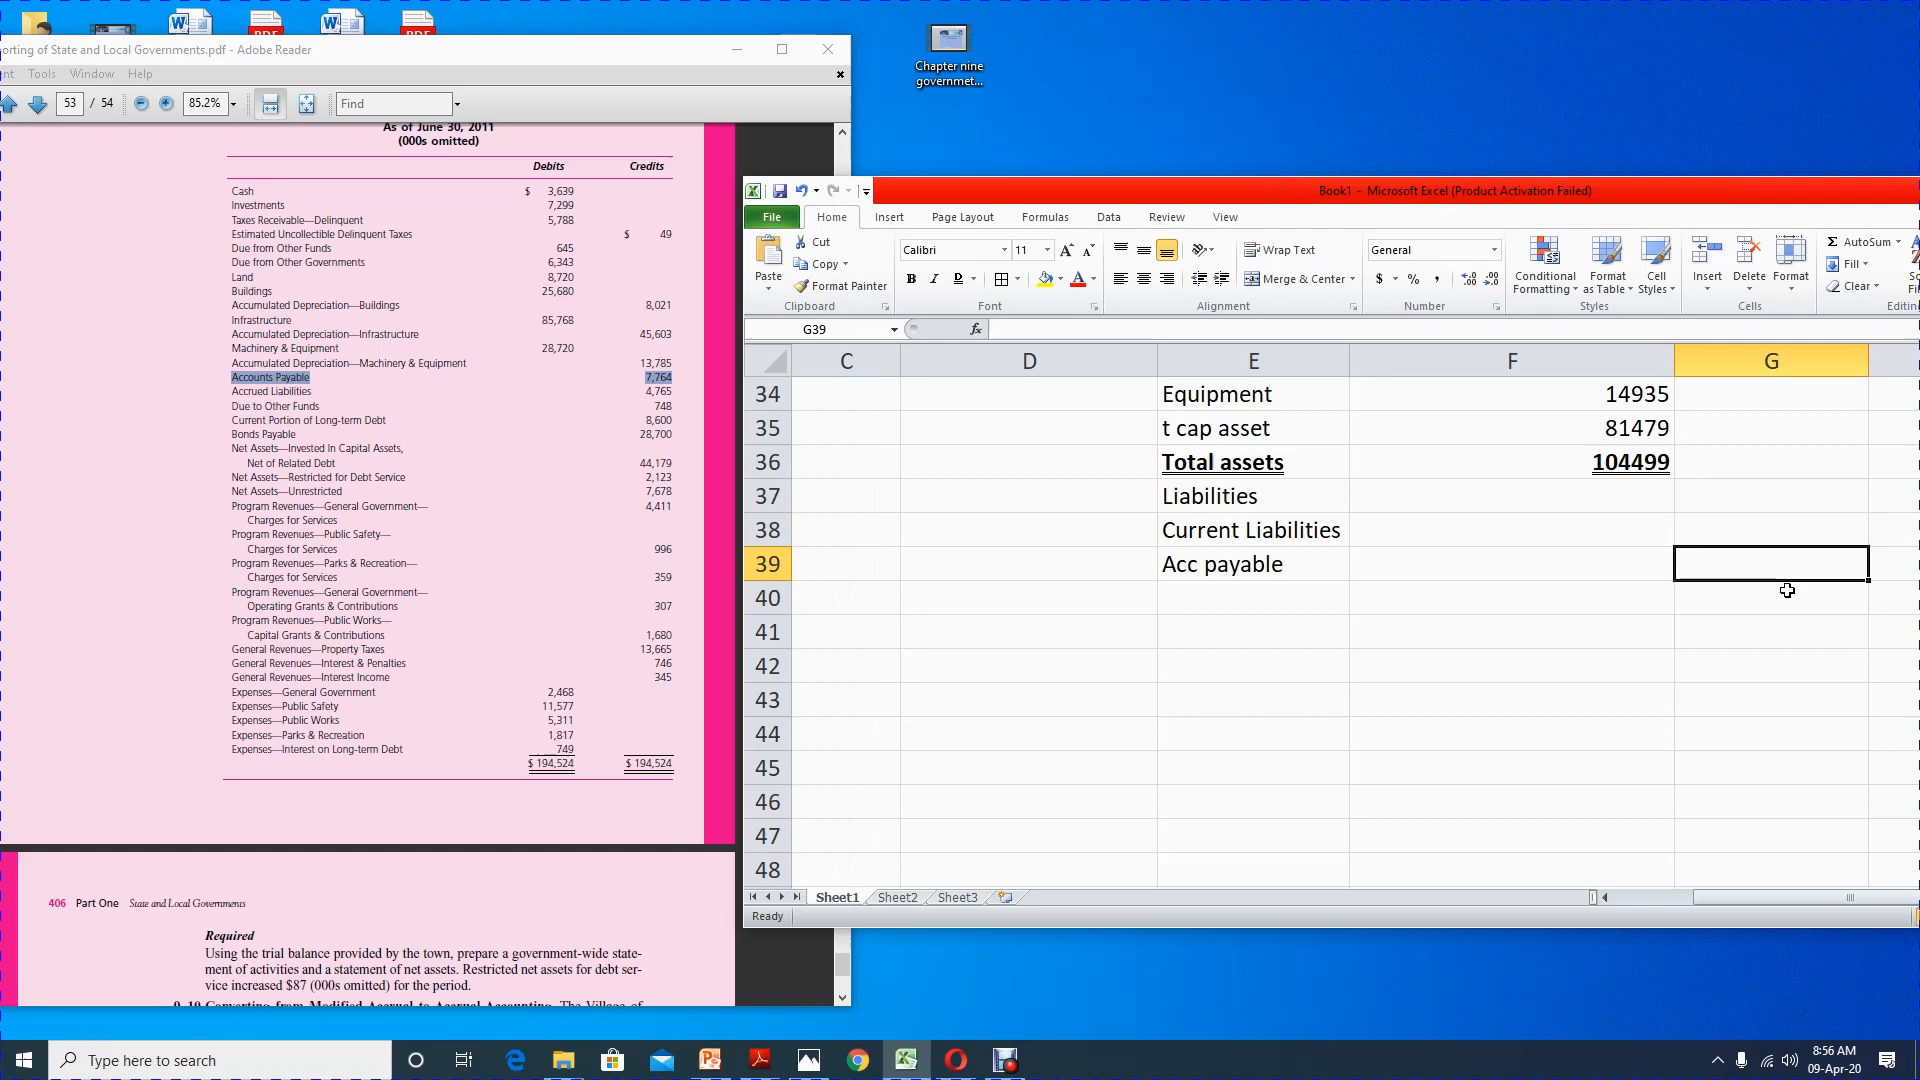 orting of State and Local Governments.pdf - Adobe Reader
nt Tools Window Help
53 / 54 85.2% Find
As of June 30, 2011
(000s omitted)
Debits Credits
Cash $ 3,639
Investments 7,299
Taxes Receivable—Delinquent 5,788
Estimated Uncollectible Delinquent Taxes $ 49
Due from Other Funds 645
Due from Other Governments 6,343
Land 8,720
Buildings 25,680
Accumulated Depreciation—Buildings 8,021
Infrastructure 85,768
Accumulated Depreciation—Infrastructure 45,603
Machinery & Equipment 28,720
Accumulated Depreciation—Machinery & Equipment 13,785
Accounts Payable 7,764
Accrued Liabilities 4,765
Due to Other Funds 748
Current Portion of Long-term Debt 8,600
Bonds Payable 28,700
Net Assets—Invested In Capital Assets,
Net of Related Debt 44,179
Net Assets—Restricted for Debt Service 2,123
Net Assets—Unrestricted 7,678
Program Revenues—General Government— 4,411
Charges for Services
Program Revenues—Public Safety—
Charges for Services 996
Program Revenues—Parks & Recreation—
Charges for Services 359
Program Revenues—General Government—
Operating Grants & Contributions 307
Program Revenues—Public Works—
Capital Grants & Contributions 1,680
General Revenues—Property Taxes 13,665
General Revenues—Interest & Penalties 746
General Revenues—Interest Income 345
Expenses—General Government 2,468
Expenses—Public Safety 11,577
Expenses—Public Works 5,311
Expenses—Parks & Recreation 1,817
Expenses—Interest on Long-term Debt 749
$ 194,524 $ 194,524
406 Part One State and Local Governments
Required
Using the trial balance provided by the town, prepare a government-wide state-
ment of activities and a statement of net assets. Restricted net assets for debt ser-
vice increased $87 (000s omitted) for the period.
9–10 Converting from Modified Accrual to Accrual Accounting. The Village of
Chapter nine
governmet...
Book1 - Microsoft Excel (Product Activation Failed)
File Home Insert Page Layout Formulas Data Review View
Paste
Cut
Copy
Format Painter
Clipboard
Calibri 11
B I D A
Font
Wrap Text
Merge & Center
Alignment
General
$ % ,
Number
Conditional Formatting
Format as Table
Cell Styles
Styles
Insert Delete Format
Cells
AutoSum
Fill
Clear
G39 fx
C D E F G
34 Equipment 14935
35 t cap asset 81479
36 Total assets 104499
37 Liabilities
38 Current Liabilities
39 Acc payable
40
41
42
43
44
45
46
47
48
Sheet1 Sheet2 Sheet3
Ready
Type here to search
8:56 AM
09-Apr-20